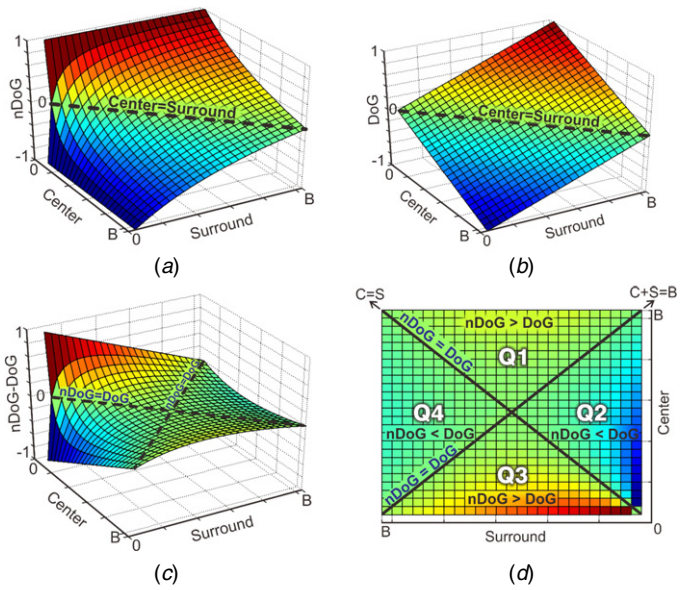 1
0
-1
nDoG
Center=Surround
0
Center
B
0
Surround
B
(a)
1
0
-1
DoG
Center=Surround
0
Center
B
0
Surround
B
(b)
1
0
-1
nDoG-DoG
nDoG=DoG
nDoG=DoG
0
Center
B
0
Surround
B
(c)
C=S
C+S=B
nDoG = DoG
nDoG > DoG
B
Q1
Q4
Q2
Center
nDoG < DoG
nDoG < DoG
nDoG = DoG
Q3
nDoG > DoG
B
0
Surround
(d)